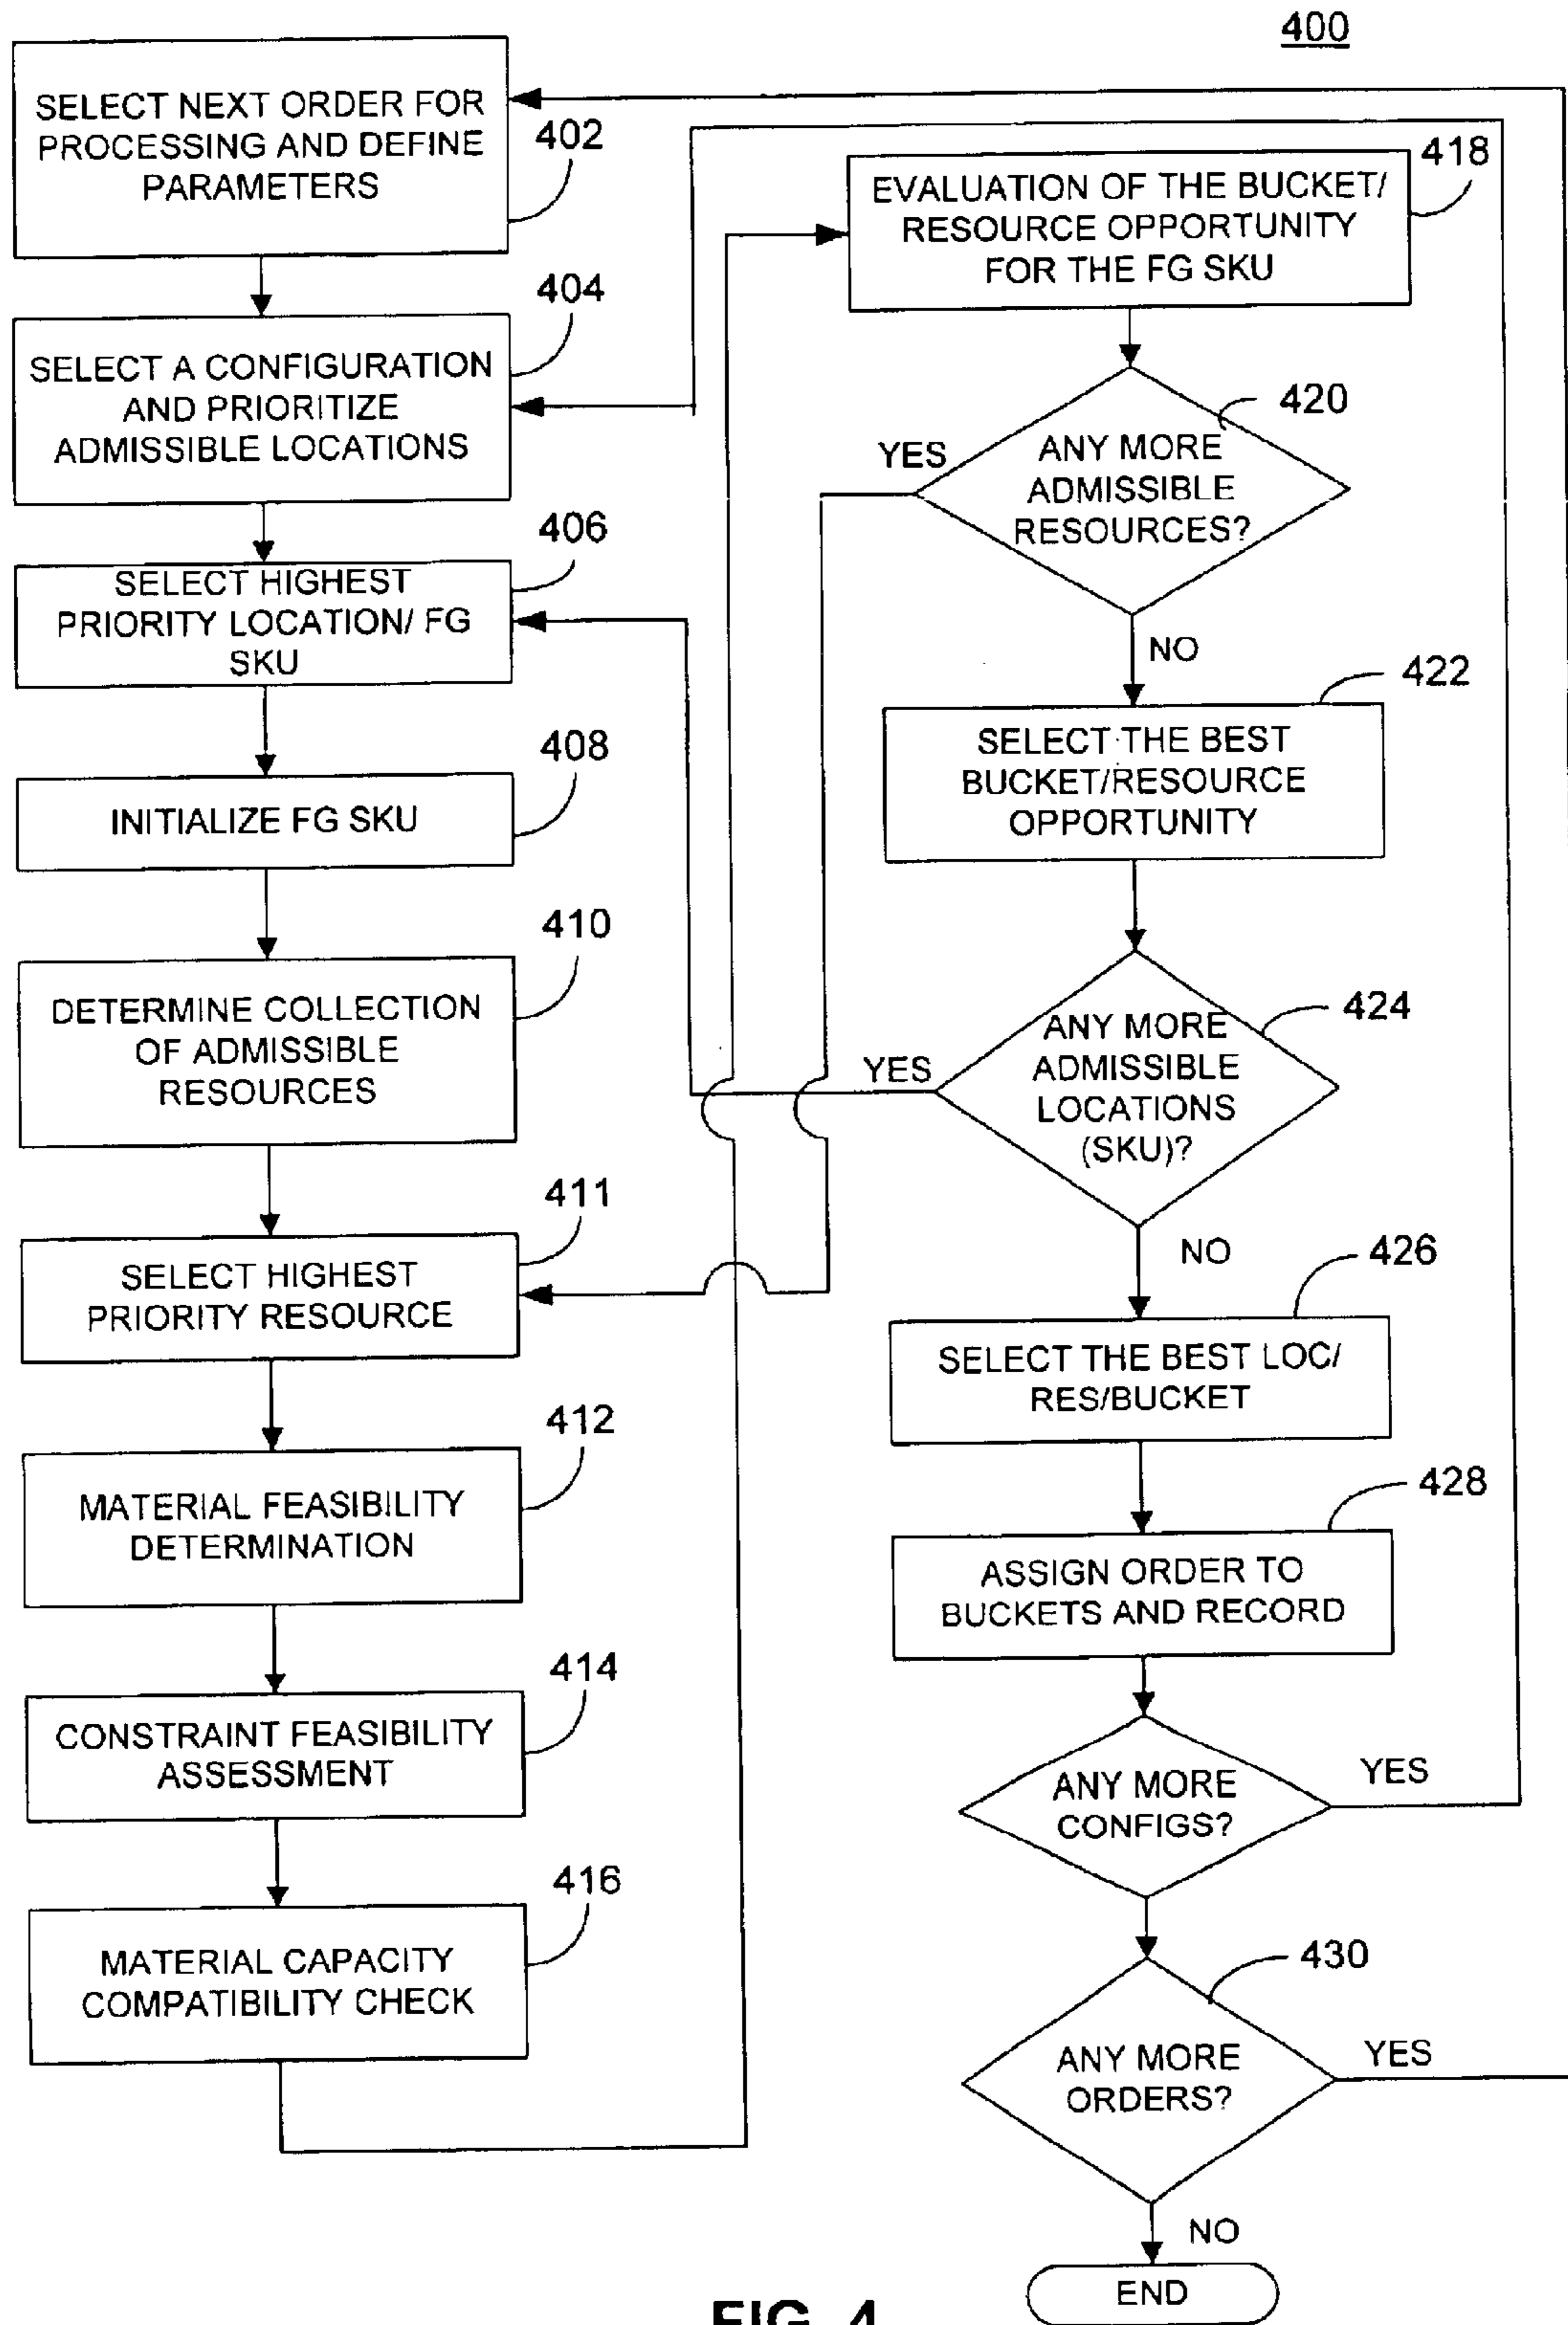 400
SELECT NEXT ORDER FOR
PROCESSING AND DEFINE
PARAMETERS
402
404
SELECT A CONFIGURATION
AND PRIORITIZE
ADMISSIBLE LOCATIONS
406
SELECT HIGHEST
PRIORITY LOCATION/ FG
SKU
408
INITIALIZE FG SKU
410
DETERMINE COLLECTION
OF ADMISSIBLE
RESOURCES
411
SELECT HIGHEST
PRIORITY RESOURCE
412
MATERIAL FEASIBILITY
DETERMINATION
414
CONSTRAINT FEASIBILITY
ASSESSMENT
416
MATERIAL CAPACITY
COMPATIBILITY CHECK
418
EVALUATION OF THE BUCKET/
RESOURCE OPPORTUNITY
FOR THE FG SKU
420
YES
ANY MORE
ADMISSIBLE
RESOURCES?
NO
422
SELECT THE BEST
BUCKET/RESOURCE
OPPORTUNITY
424
YES
ANY MORE
ADMISSIBLE
LOCATIONS
(SKU)?
NO
426
SELECT THE BEST LOC/
RES/BUCKET
428
ASSIGN ORDER TO
BUCKETS AND RECORD
YES
ANY MORE
CONFIGS?
430
YES
ANY MORE
ORDERS?
NO
END
FIG. 4